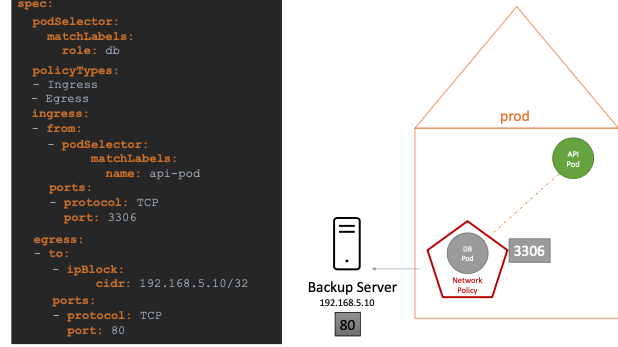 spec:
podSelector:
matchLabels:
role: db
policyTypes:
- Ingress
- Egress
ingress:
- from:
- podSelector:
matchLabels:
name: api-pod
ports:
- protocol: TCP
port: 3306
egress:
- to:
- ipBlock:
cidr: 192.168.5.10/32
ports:
- protocol: TCP
port: 80
prod
API
Pod
DB
Pod
3306
Network
Policy
Backup Server
192.168.5.10
80